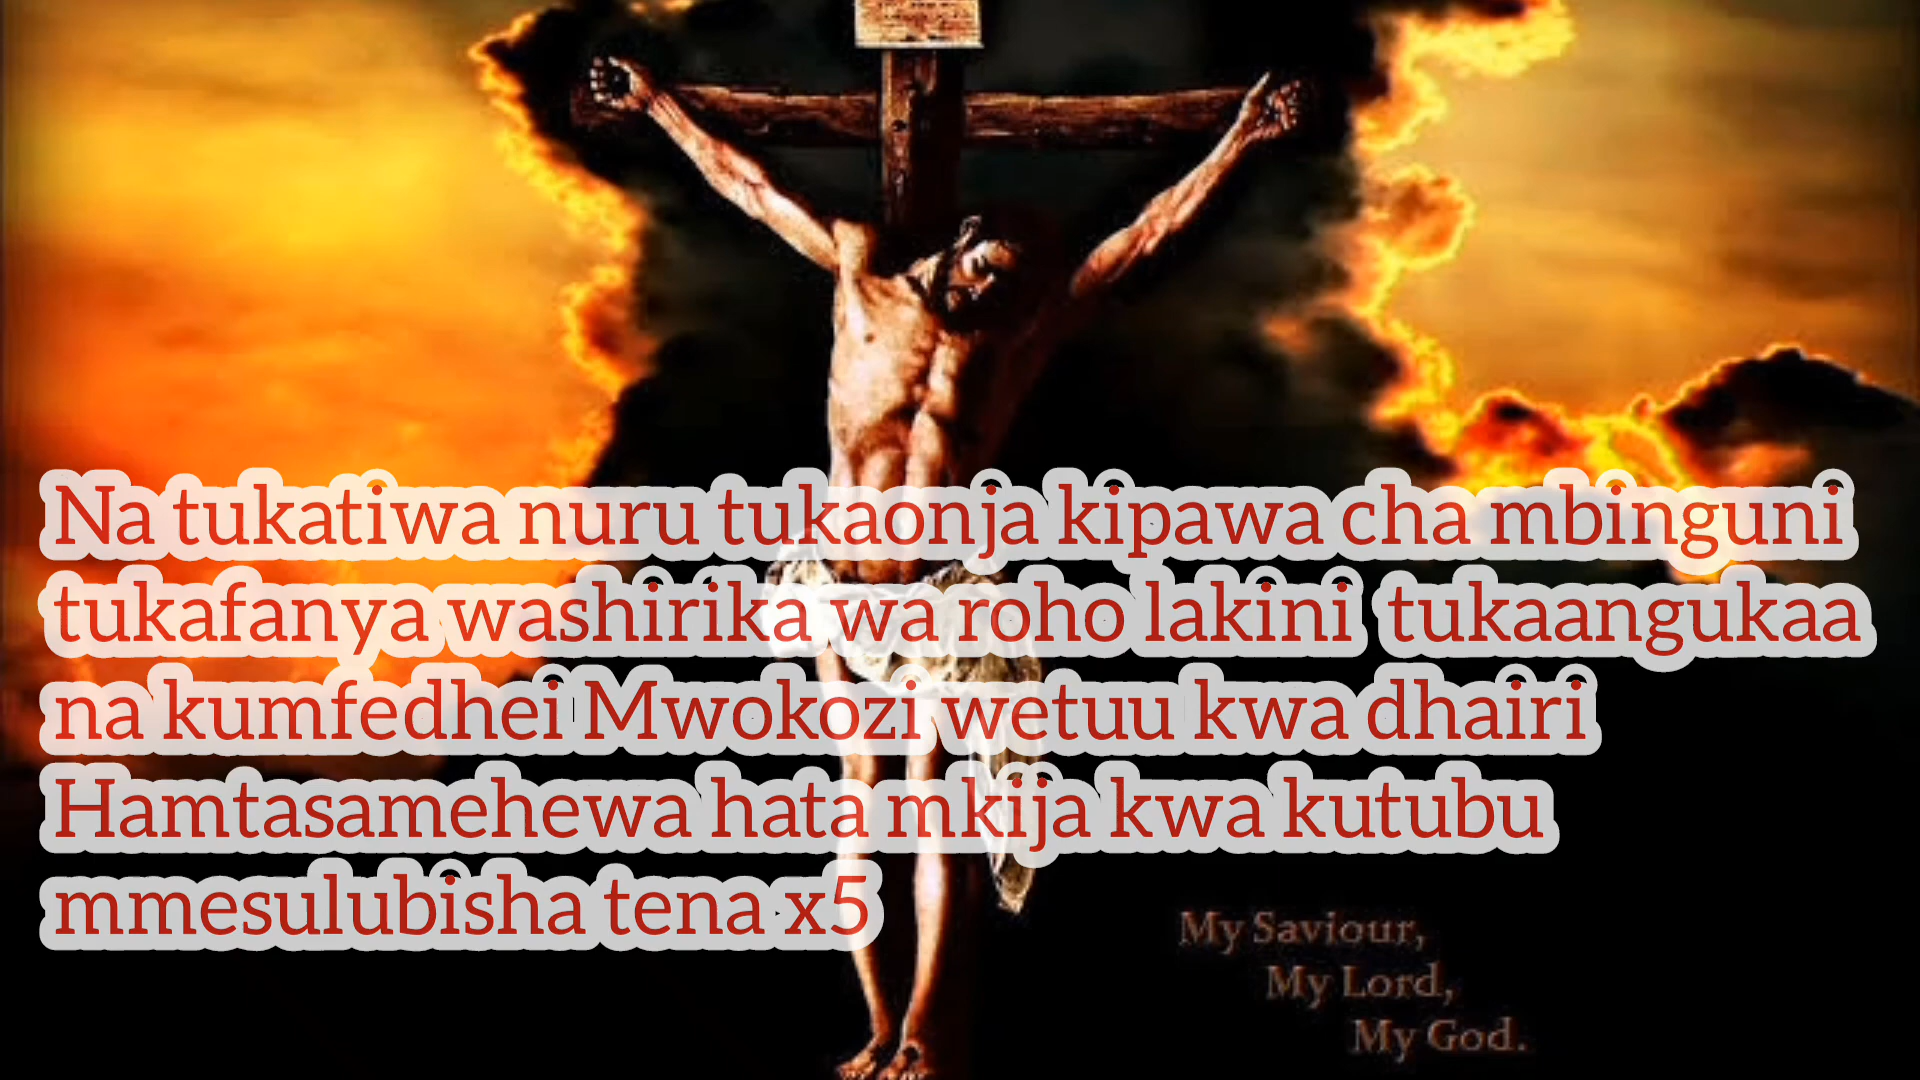 Na tukatiwa nuru tukaonja kipawa cha mbinguni
tukafanya washirika wa roho lakini tukaangukaa
na kumfedhei Mwokozi wetuu kwa dhairi
Hamtasamehewa hata mkija kwa kutubu
mmesulubisha tena x5
My Saviour,
My Lord,
My God.